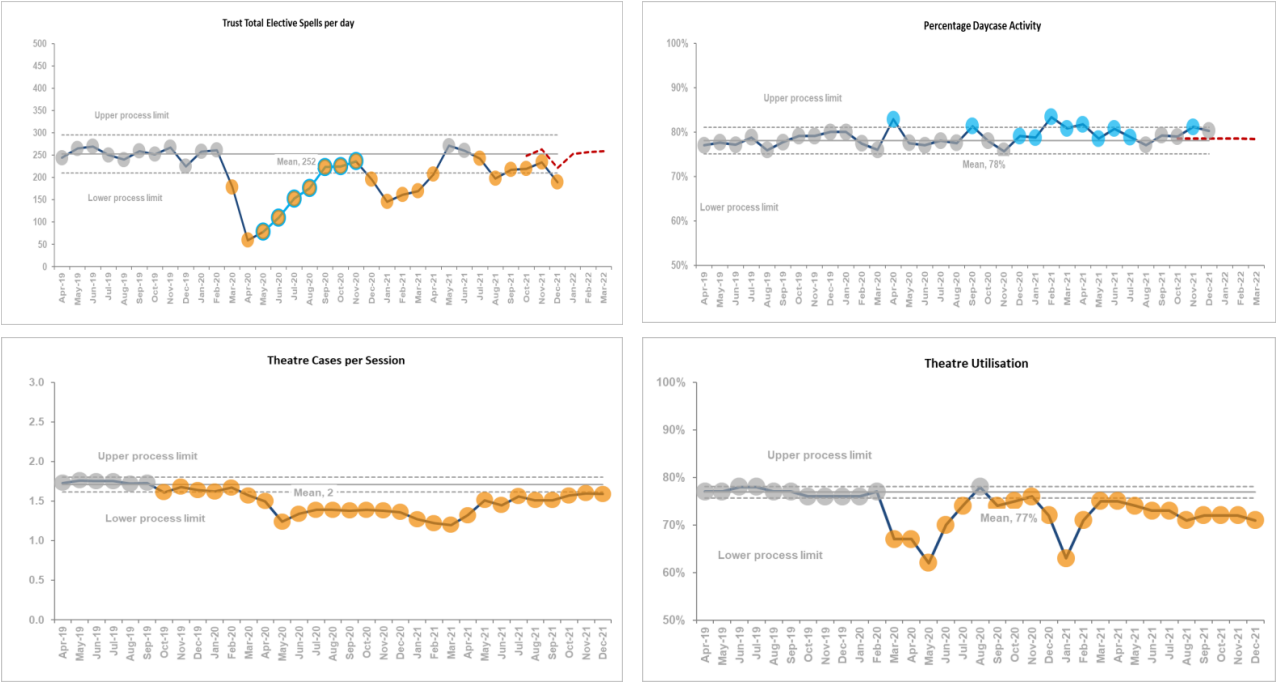 Trust Total Elective Spells per day
500
450
400
350
300
250
200
150
100
50
0
Upper process limit
Mean, 252
Lower process limit
Apr-19 May-19 Jun-19 Jul-19 Aug-19 Sep-19 Oct-19 Nov-19 Dec-19 Jan-20 Feb-20 Mar-20 Apr-20 May-20 Jun-20 Jul-20 Aug-20 Sep-20 Oct-20 Nov-20 Dec-20 Jan-21 Feb-21 Mar-21 Apr-21 May-21 Jun-21 Jul-21 Aug-21 Sep-21 Oct-21 Nov-21 Dec-21 Jan-22 Feb-22 Mar-22
Percentage Daycase Activity
100%
90%
80%
70%
60%
50%
Upper process limit
Mean, 78%
Lower process limit
Apr-19 May-19 Jun-19 Jul-19 Aug-19 Sep-19 Oct-19 Nov-19 Dec-19 Jan-20 Feb-20 Mar-20 Apr-20 May-20 Jun-20 Jul-20 Aug-20 Sep-20 Oct-20 Nov-20 Dec-20 Jan-21 Feb-21 Mar-21 Apr-21 May-21 Jun-21 Jul-21 Aug-21 Sep-21 Oct-21 Nov-21 Dec-21 Jan-22 Feb-22 Mar-22
Theatre Cases per Session
3.0
2.5
2.0
1.5
1.0
0.5
0.0
Upper process limit
Mean, 2
Lower process limit
Apr-19 May-19 Jun-19 Jul-19 Aug-19 Sep-19 Oct-19 Nov-19 Dec-19 Jan-20 Feb-20 Mar-20 Apr-20 May-20 Jun-20 Jul-20 Aug-20 Sep-20 Oct-20 Nov-20 Dec-20 Jan-21 Feb-21 Mar-21 Apr-21 May-21 Jun-21 Jul-21 Aug-21 Sep-21 Oct-21 Nov-21 Dec-21
Theatre Utilisation
100%
90%
80%
70%
60%
50%
Upper process limit
Mean, 77%
Lower process limit
Apr-19 May-19 Jun-19 Jul-19 Aug-19 Sep-19 Oct-19 Nov-19 Dec-19 Jan-20 Feb-20 Mar-20 Apr-20 May-20 Jun-20 Jul-20 Aug-20 Sep-20 Oct-20 Nov-20 Dec-20 Jan-21 Feb-21 Mar-21 Apr-21 May-21 Jun-21 Jul-21 Aug-21 Sep-21 Oct-21 Nov-21 Dec-21